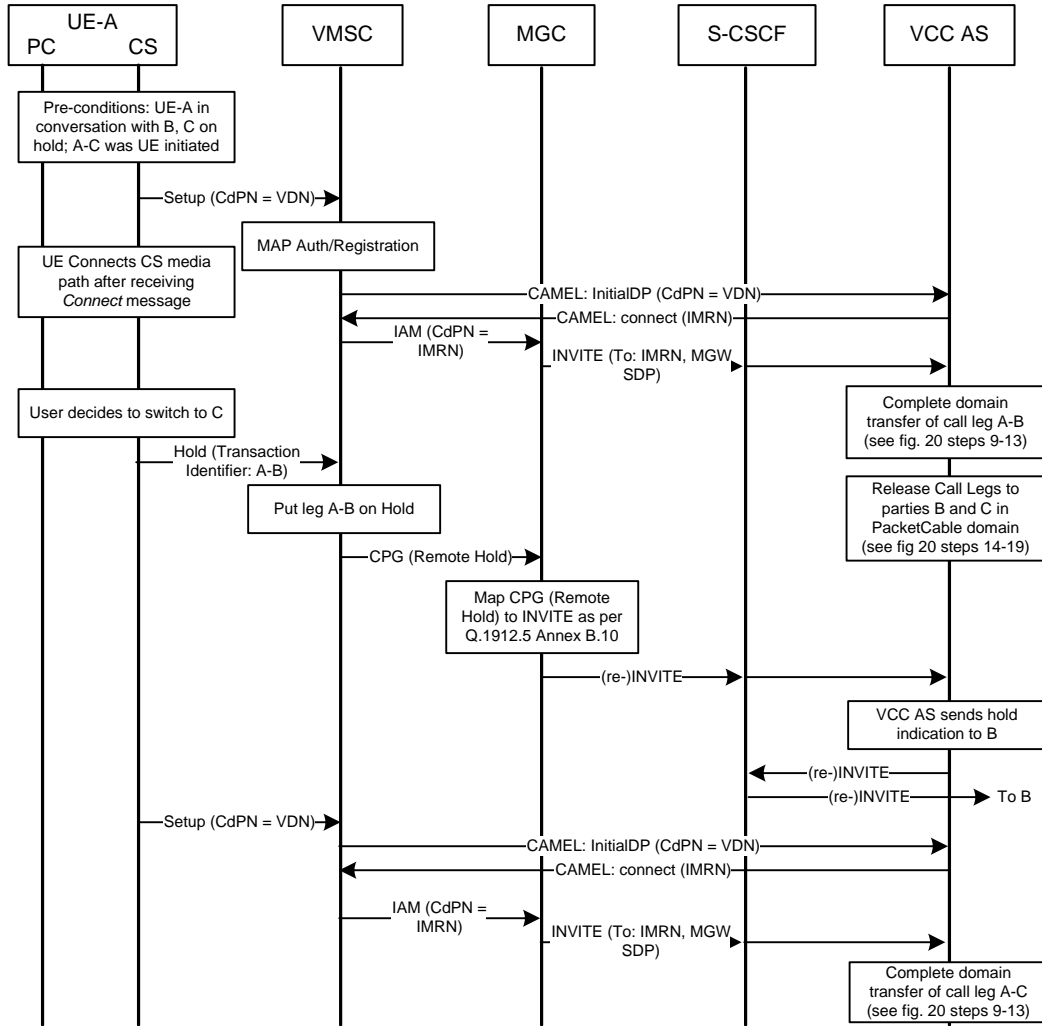 UE-A
PC CS
VMSC
MGC
S-CSCF
VCC AS
Pre-conditions: UE-A in
conversation with B, C on
hold; A-C was UE initiated
Setup (CdPN = VDN)
MAP Auth/Registration
UE Connects CS media
path after receiving
Connect message
CAMEL: InitialDP (CdPN = VDN)
CAMEL: connect (IMRN)
IAM (CdPN =
IMRN)
INVITE (To: IMRN, MGW
SDP)
User decides to switch to C
Complete domain
transfer of call leg A-B
(see fig. 20 steps 9-13)
Hold (Transaction
Identifier: A-B)
Put leg A-B on Hold
Release Call Legs to
parties B and C in
PacketCable domain
(see fig 20 steps 14-19)
CPG (Remote Hold)
Map CPG (Remote
Hold) to INVITE as per
Q.1912.5 Annex B.10
(re-)INVITE
VCC AS sends hold
indication to B
(re-)INVITE
(re-)INVITE
To B
Setup (CdPN = VDN)
CAMEL: InitialDP (CdPN = VDN)
CAMEL: connect (IMRN)
IAM (CdPN =
IMRN)
INVITE (To: IMRN, MGW
SDP)
Complete domain
transfer of call leg A-C
(see fig. 20 steps 9-13)